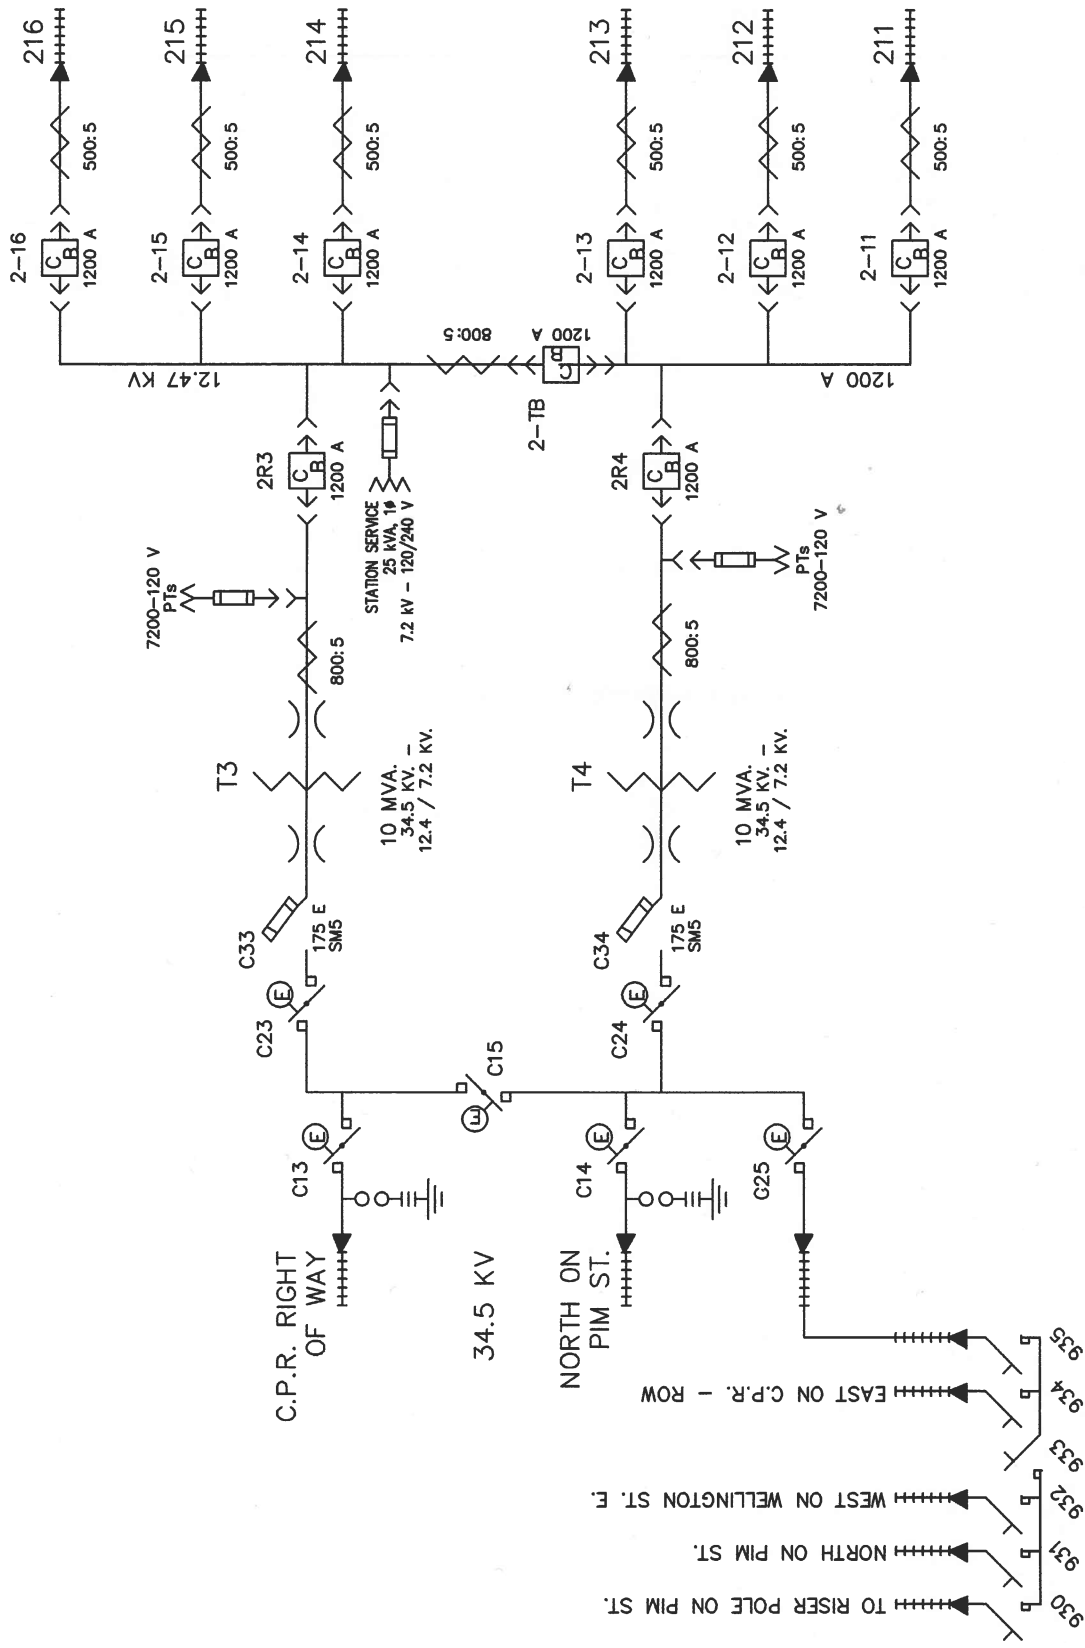 216
215
214
213
212
211
500:5
500:5
500:5
500:5
500:5
500:5
2-16
2-15
2-14
2-13
2-12
2-11
C B
C B
C B
C B
C B
C B
1200 A
1200 A
1200 A
1200 A
1200 A
1200 A
12.47 KV
800:5
1200 A
C B
2-TB
1200 A
2R3
C B
1200 A
2R4
C B
1200 A
STATION SERVICE
25 kVA, 1ϕ
7.2 kV - 120/240 V
7200-120 V
PTs
PTs
7200-120 V
800:5
800:5
T3
10 MVA.
34.5 KV. -
12.4 / 7.2 KV.
T4
10 MVA.
34.5 KV. -
12.4 / 7.2 KV.
C33
175 E
SM5
C34
175 E
SM5
C23
E
C24
E
C15
E
C13
E
C14
E
C25
E
C.P.R. RIGHT
OF WAY
34.5 KV
NORTH ON
PIM ST.
EAST ON C.P.R. - ROW
WEST ON WELLINGTON ST. E.
NORTH ON PIM ST.
TO RISER POLE ON PIM ST.
935
934
933
932
931
930